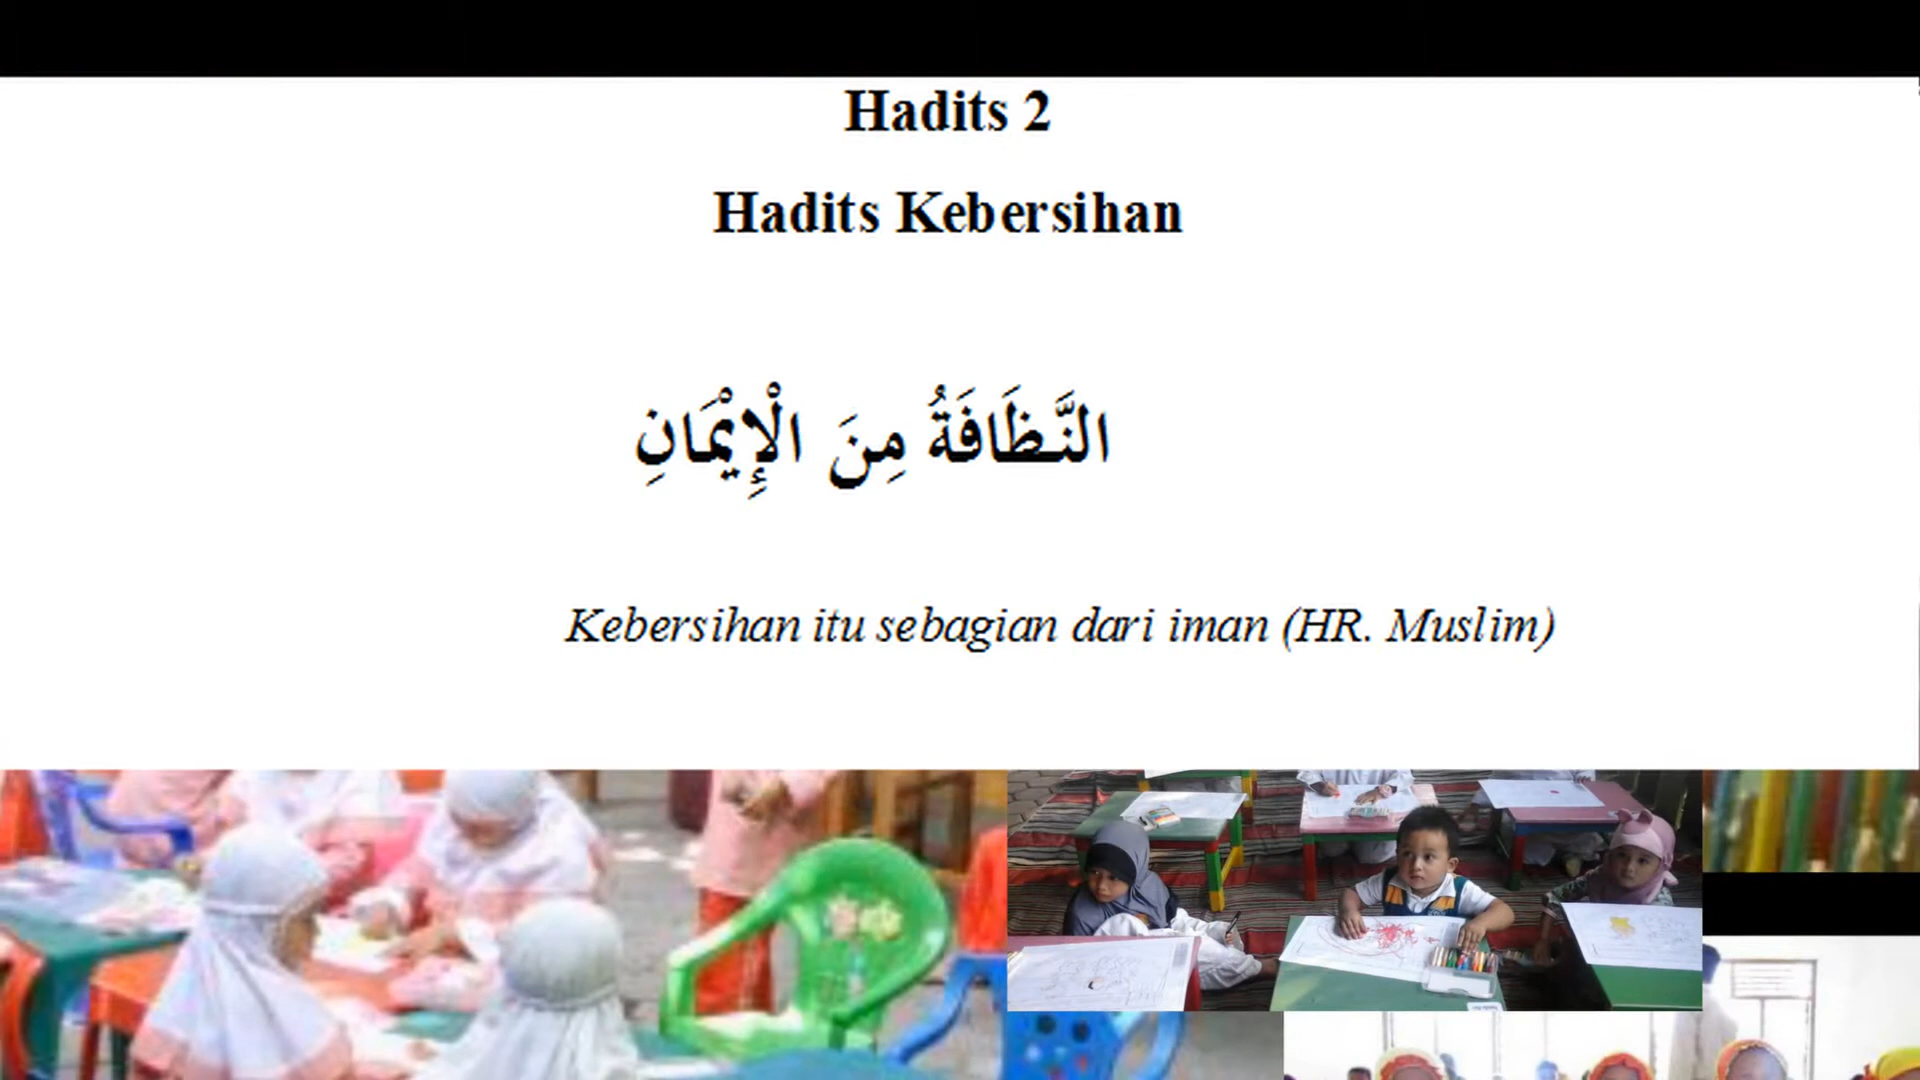 Hadits 2
Hadits Kebersihan
النَّظَافَةُ مِنَ الْإِيْمَانِ
Kebersihan itu sebagian dari iman (HR. Muslim)